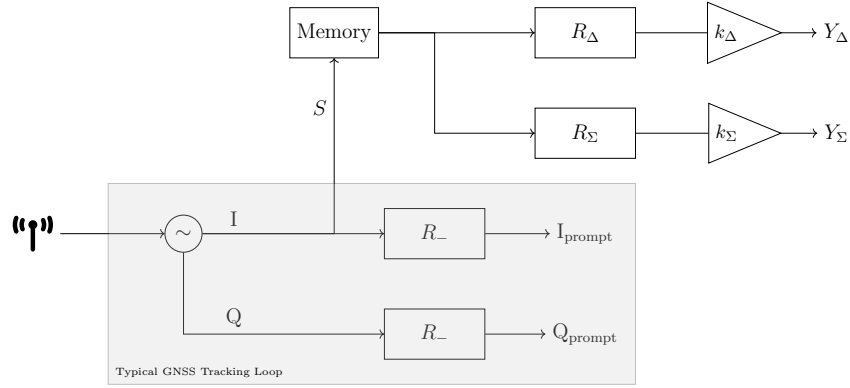 Memory
R_Δ
k_Δ
Y_Δ
S
R_Σ
k_Σ
Y_Σ
∼
I
R_−
I_prompt
Q
R_−
Q_prompt
Typical GNSS Tracking Loop